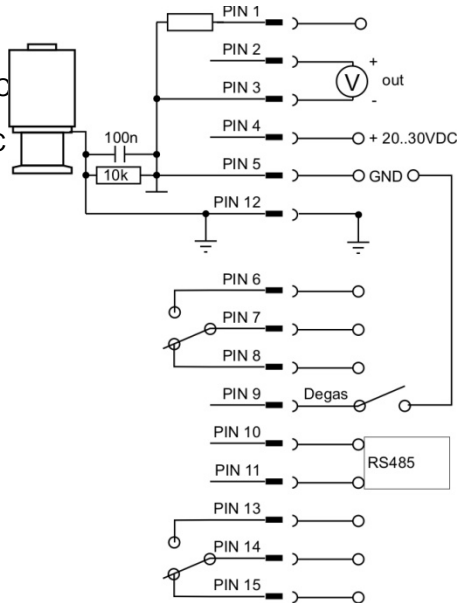 PIN 1
PIN 2
+
V
out
PIN 3
-
PIN 4
+ 20..30VDC
100n
10k
PIN 5
GND
PIN 12
PIN 6
PIN 7
PIN 8
PIN 9
Degas
PIN 10
RS485
PIN 11
PIN 13
PIN 14
PIN 15